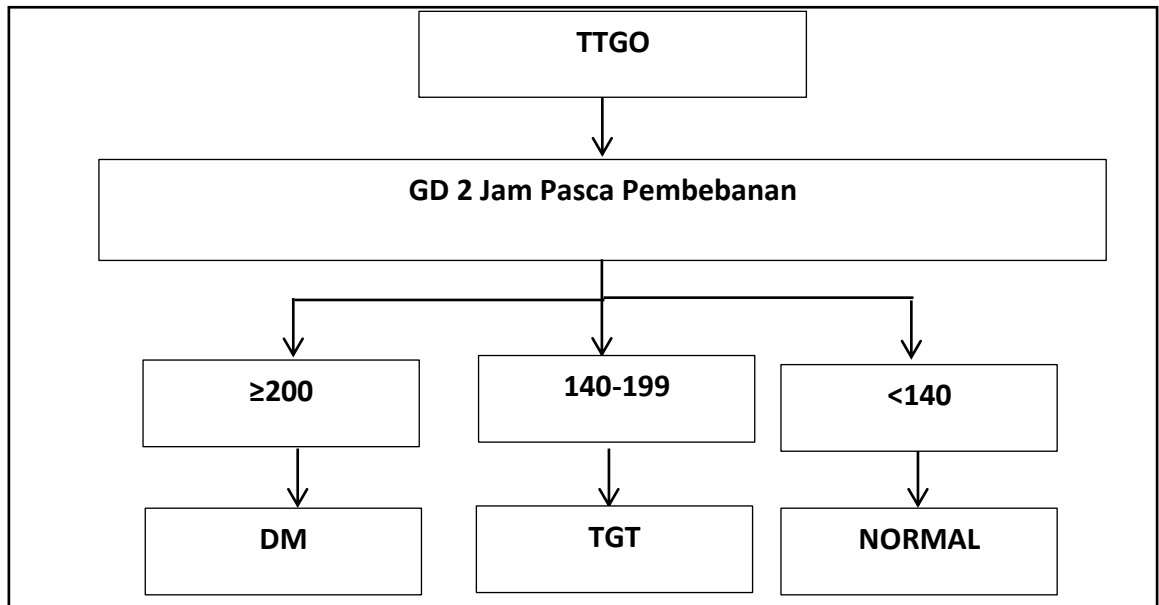 TTGO
GD 2 Jam Pasca Pembebanan
≥200
140-199
<140
DM
TGT
NORMAL